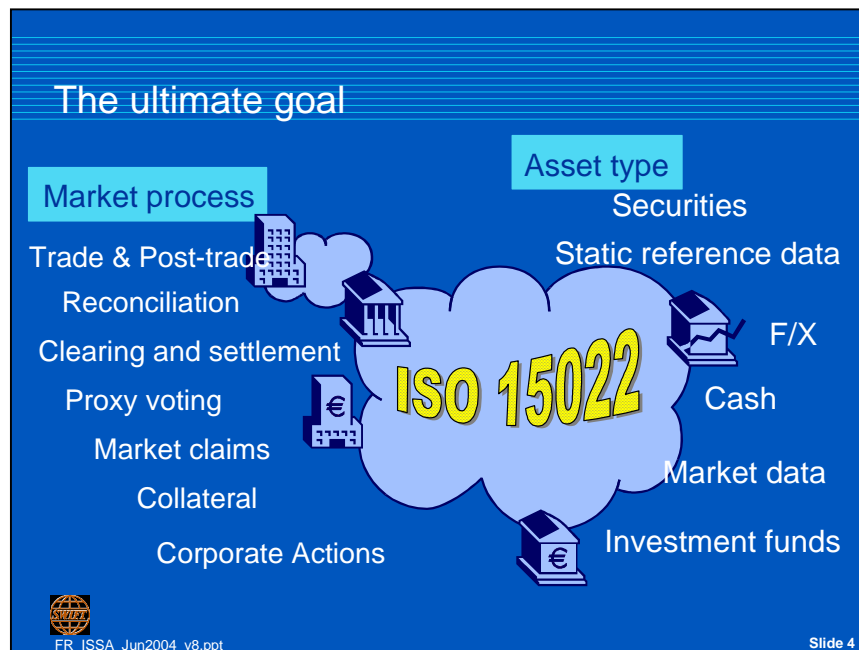 The ultimate goal
Market process
Trade & Post-trade
Reconciliation
Clearing and settlement
Proxy voting
Market claims
Collateral
Corporate Actions
€
ISO 15022
€
Asset type
Securities
Static reference data
F/X
Cash
Market data
Investment funds
SWIFT
FR_ISSA_Jun2004_v8.ppt
Slide 4